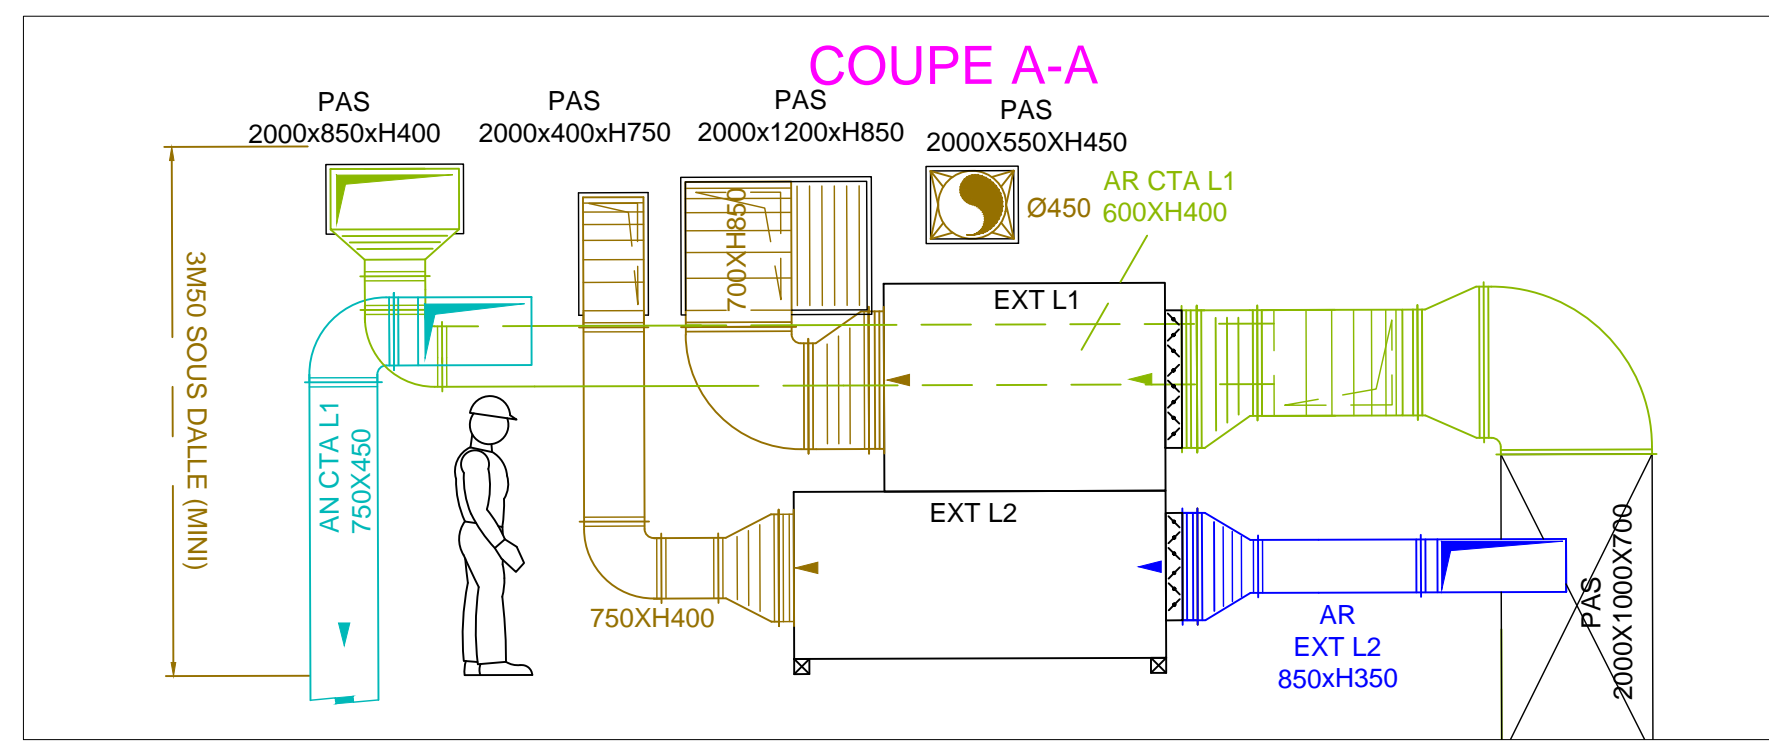 COUPE A-A
PAS
2000x850xH400
PAS
2000x400xH750
PAS
2000x1200xH850
PAS
2000X550XH450
AR CTA L1
600XH400
Ø450
700XH850
3M50 SOUS DALLE (MINI)
EXT L1
AN CTA L1
750X450
EXT L2
750XH400
AR
EXT L2
850xH350
PAS
2000X1000X700